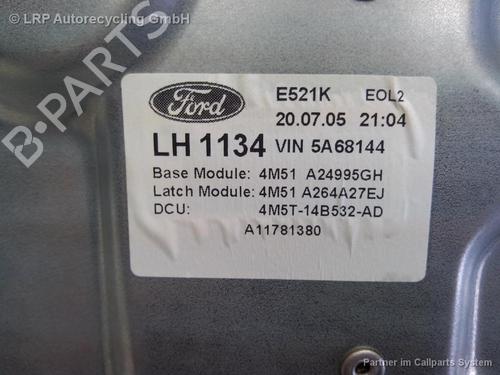 © LRP Autorecycling GmbH
Ford
E521K EOL2
20.07.05 21:04
LH 1134 VIN 5A68144
Base Module: 4M51 A24995GH
Latch Module: 4M51 A264A27EJ
DCU: 4M5T-14B532-AD
A11781380
Partner im Callparts System